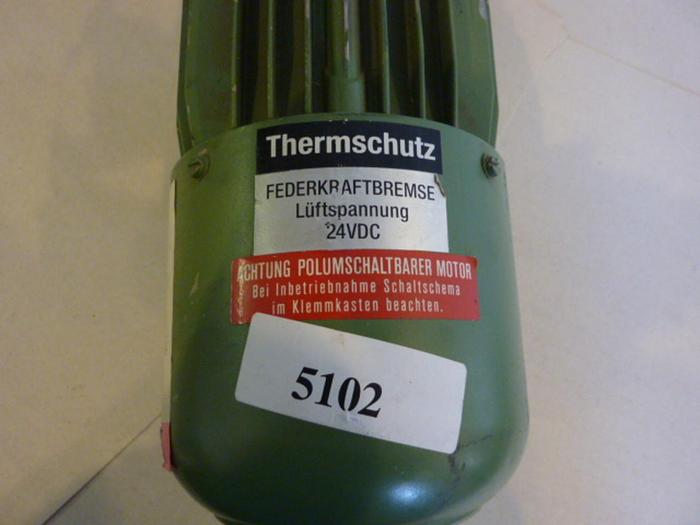 Thermschutz
FEDERKRAFTBREMSE
Lüftspannung
24VDC
ACHTUNG POLUMSCHALTBARER MOTOR
Bei Inbetriebnahme Schaltschema
im Klemmkasten beachten.
5102